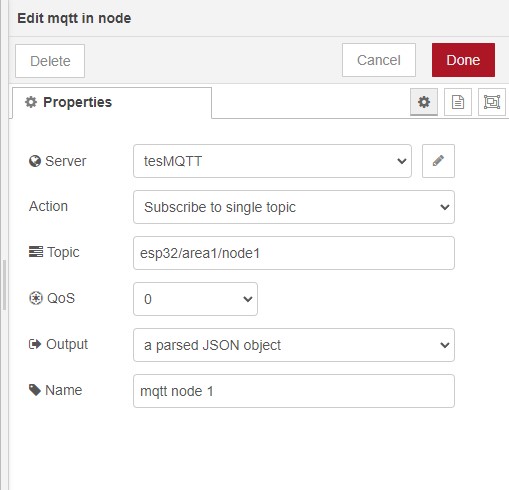 Edit mqtt in node
Delete Cancel Done
Properties
Server tesMQTT
Action Subscribe to single topic
Topic esp32/area1/node1
QoS 0
Output a parsed JSON object
Name mqtt node 1